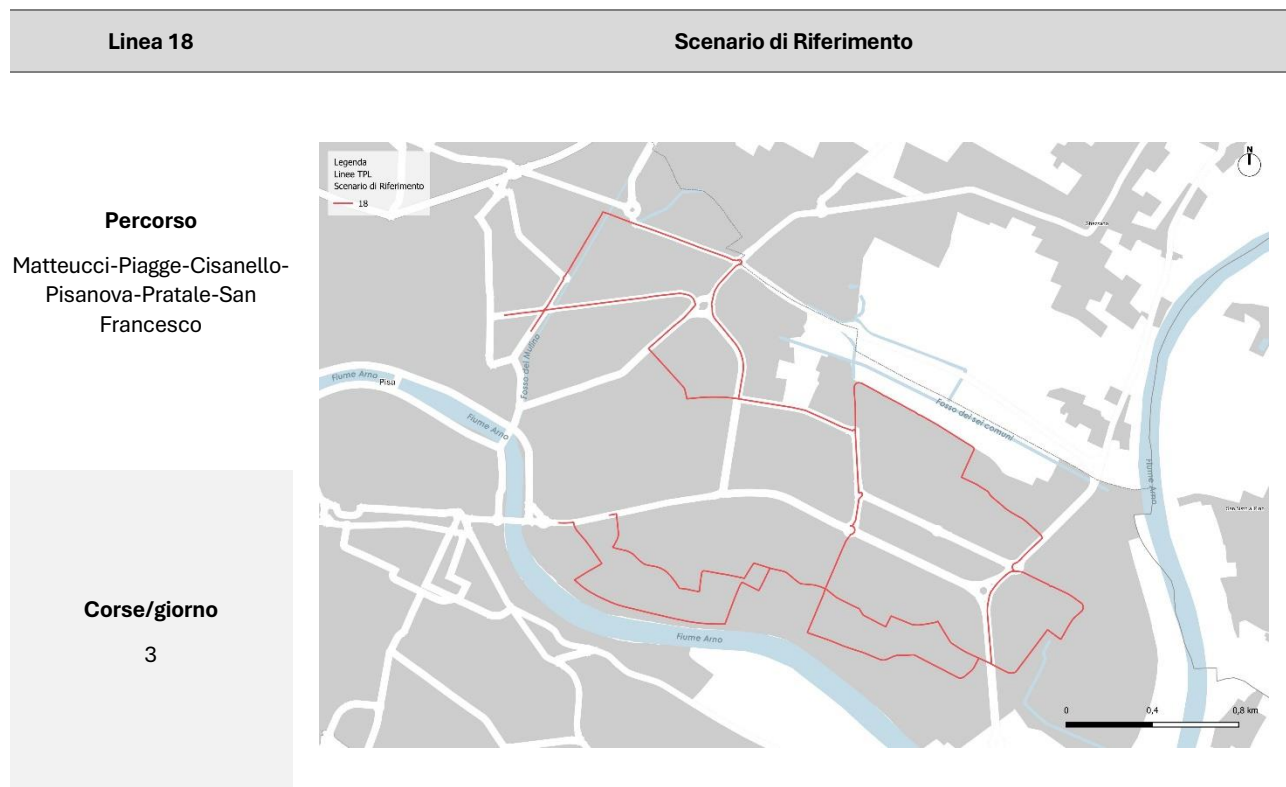 Linea 18
Scenario di Riferimento
Percorso
Matteucci-Piagge-Cisanello-
Pisanova-Pratale-San
Francesco
Corse/giorno
3
Legenda
Linee TPL
Scenario di Riferimento
18
N
Fosso del Mulino
Fiume Arno
Pisa
Fiume Arno
Fosso dei sei comuni
Fiume Arno
Fiume Arno
0
0,4
0,8 km